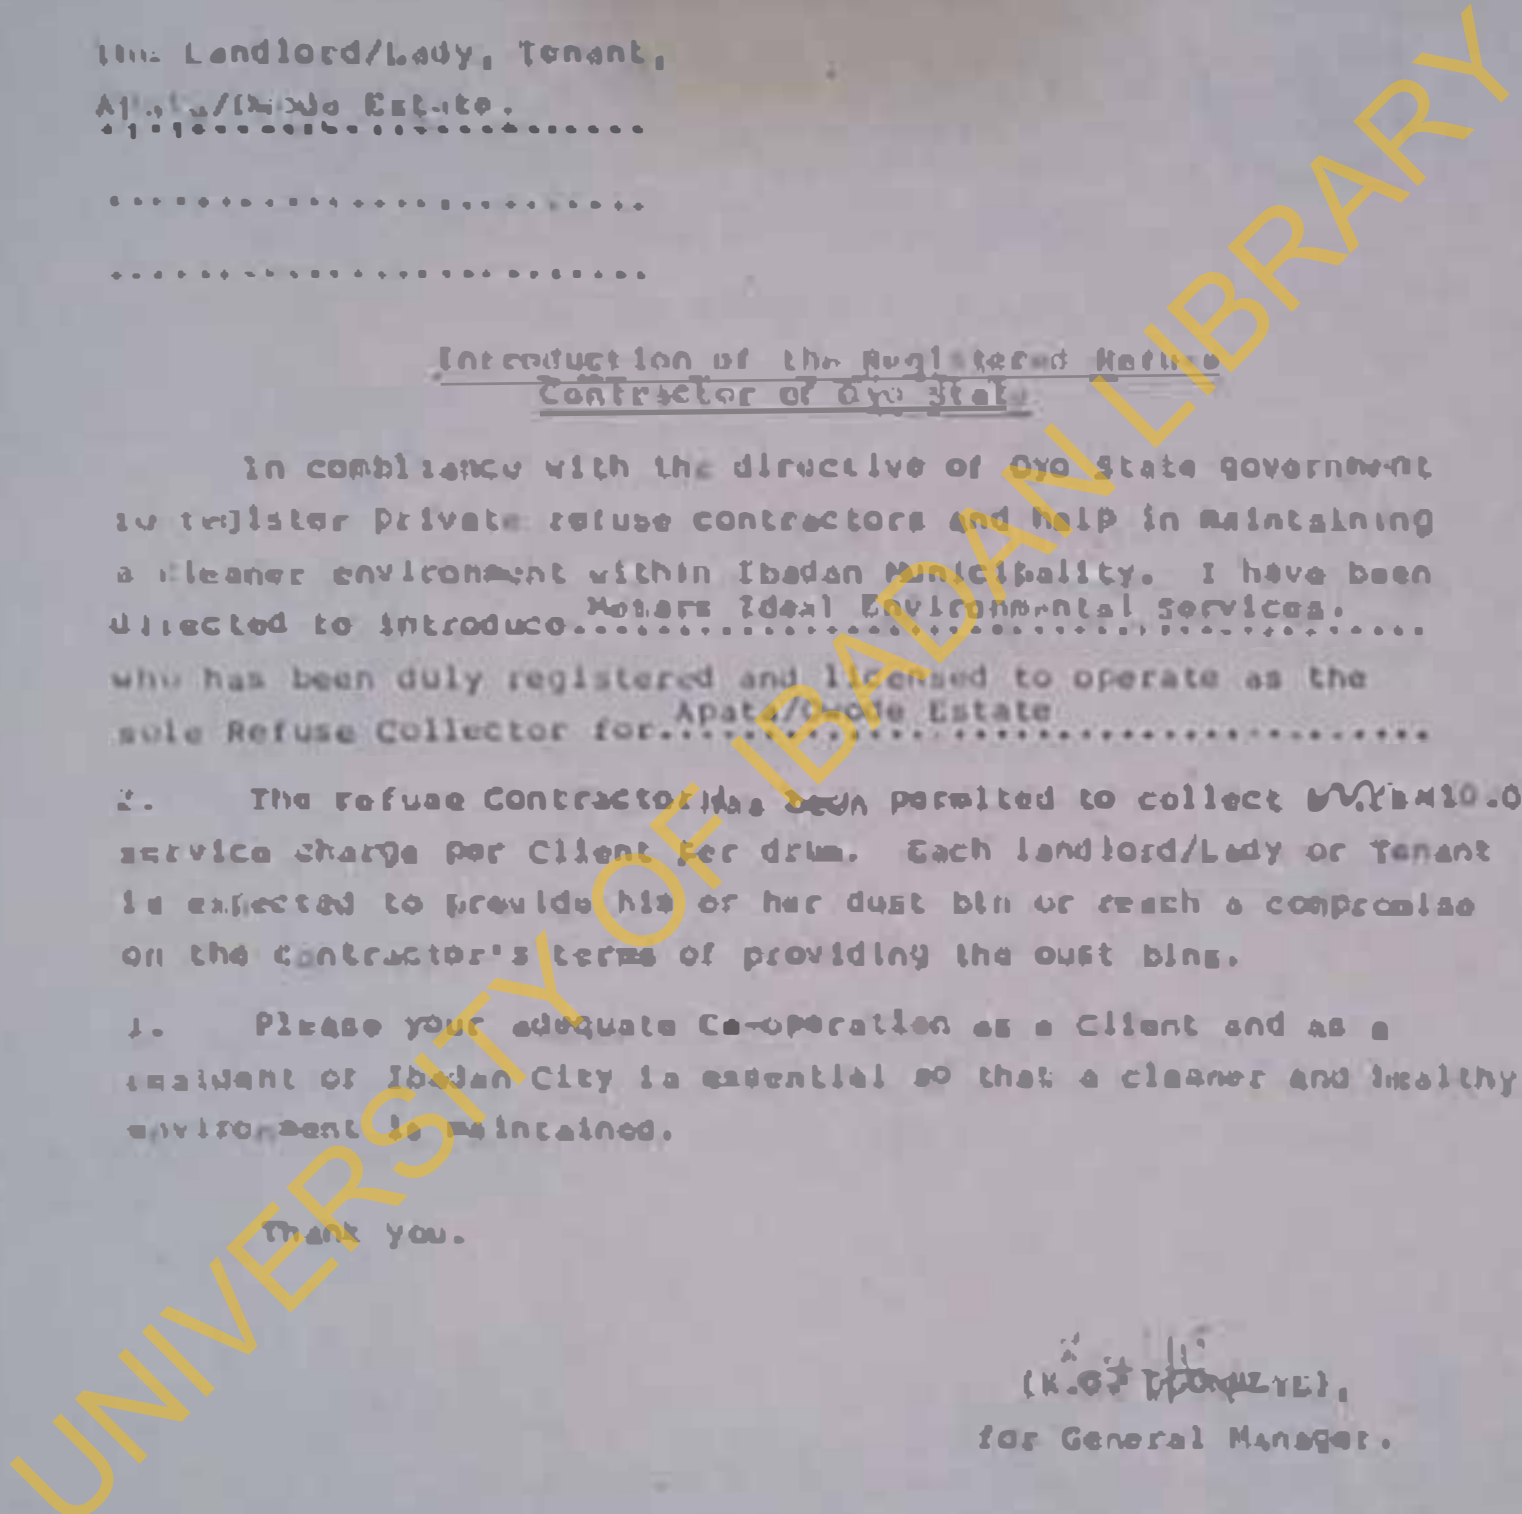 The Landlord/Lady, Tenant,
Estate.
Introduction of the Registered Refuse
Contractor of Oyo State
In compliance with the directive of Oyo State government
to register private refuse contractors and help in maintaining
a cleaner environment within Ibadan Municipality. I have been
directed to introduce Ideal Environmental Services.
who has been duly registered and licensed to operate as the
sole Refuse Collector for Apata/Owode Estate
2. The refuse Contractor has been permited to collect
service charge per Client per drum. Each landlord/Lady or Tenant
is expected to provide his or her dust bin or reach a compromise
on the contractor's terms of providing the dust bins.
Please your adequate Co-operation as a client and as a
resident of Ibadan City is essential so that a cleaner and healthy
environment is maintained.
Thank you.
for General Manager.
UNIVERSITY OF IBADAN LIBRARY